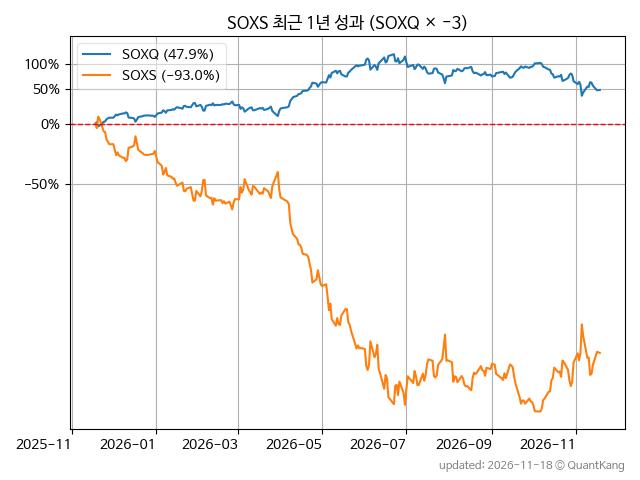 SOXS 최근 1년 성과 (SOXQ × −3)
SOXQ (47.9%)
SOXS (−93.0%)
100%
50%
0%
−50%
2025-11
2026-01
2026-03
2026-05
2026-07
2026-09
2026-11
updated: 2026-11-18 © QuantKang